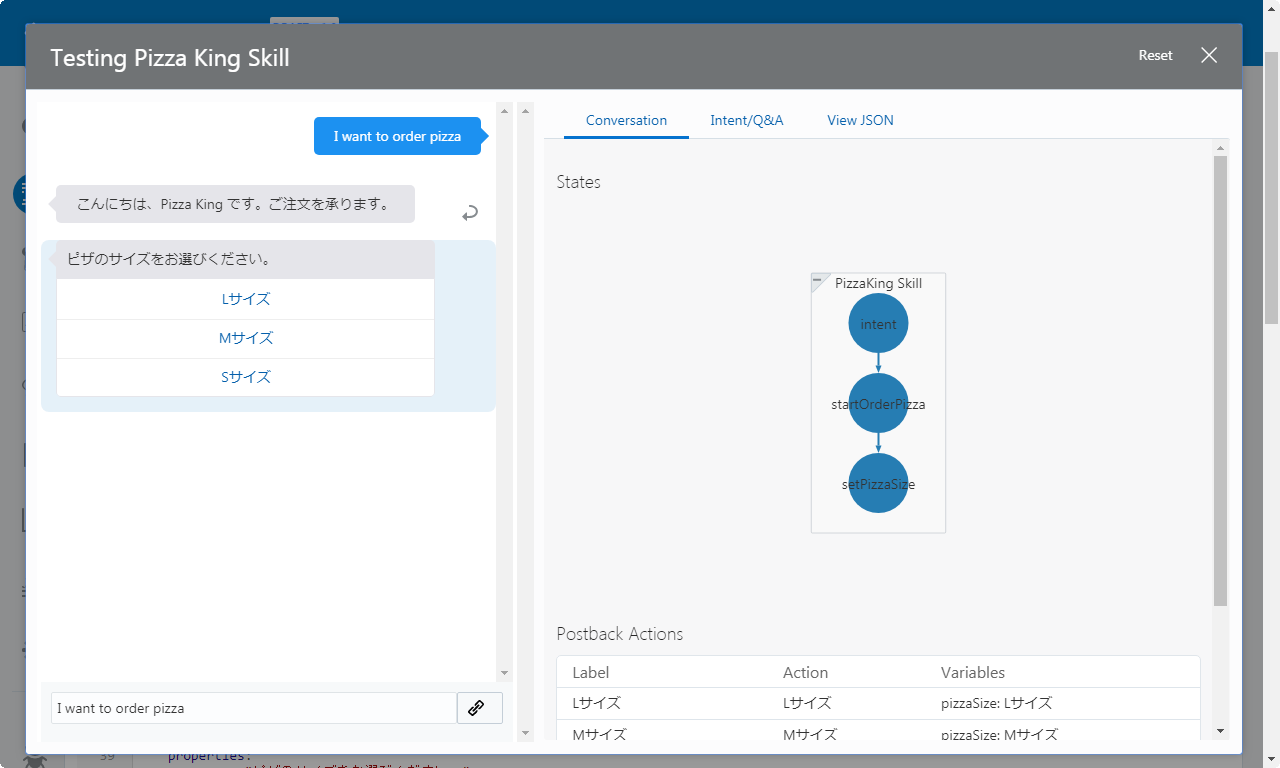 Testing Pizza King Skill
Reset
I want to order pizza
こんにちは、Pizza King です。ご注文を承ります。
ピザのサイズをお選びください。
Lサイズ
Mサイズ
Sサイズ
I want to order pizza
Conversation
Intent/Q&A
View JSON
States
PizzaKing Skill
intent
startOrderPizza
setPizzaSize
Postback Actions
Label Action Variables
Lサイズ Lサイズ pizzaSize: Lサイズ
Mサイズ Mサイズ pizzaSize: Mサイズ
39 properties: